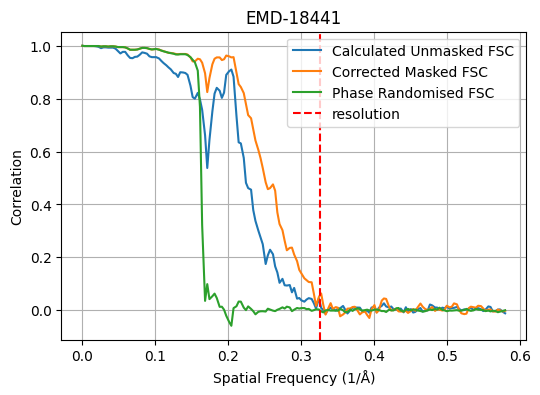 EMD-18441
Calculated Unmasked FSC
Corrected Masked FSC
Phase Randomised FSC
resolution
Correlation
1.0
0.8
0.6
0.4
0.2
0.0
0.0 0.1 0.2 0.3 0.4 0.5 0.6
Spatial Frequency (1/Å)